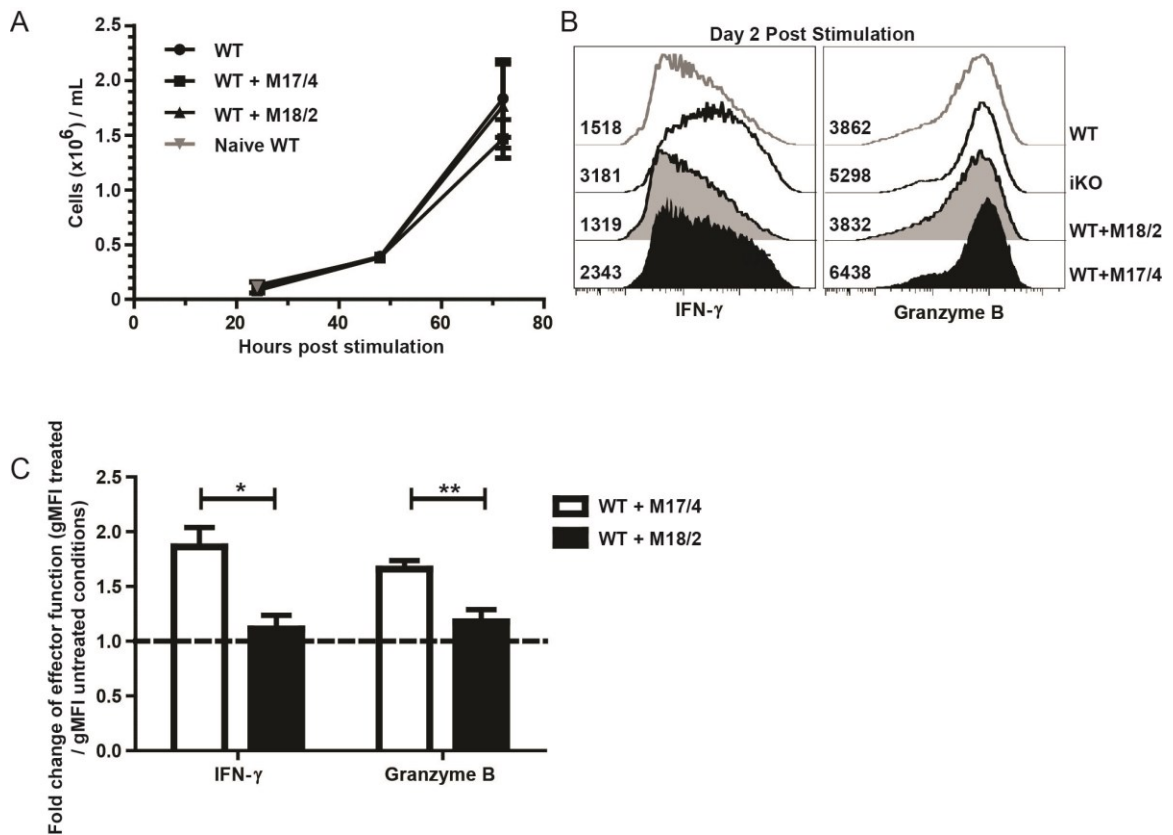 A
2.5
2.0
1.5
1.0
0.5
0
Cells (x10⁶) / mL
WT
WT + M17/4
WT + M18/2
Naive WT
0 20 40 60 80
Hours post stimulation
B
Day 2 Post Stimulation
1518
3181
1319
2343
IFN-γ
3862
5298
3832
6438
Granzyme B
WT
iKO
WT+M18/2
WT+M17/4
C
Fold change of effector function (gMFI treated
/ gMFI untreated conditions)
2.5
2.0
1.5
1.0
0.5
0.0
* **
IFN-γ Granzyme B
WT + M17/4
WT + M18/2